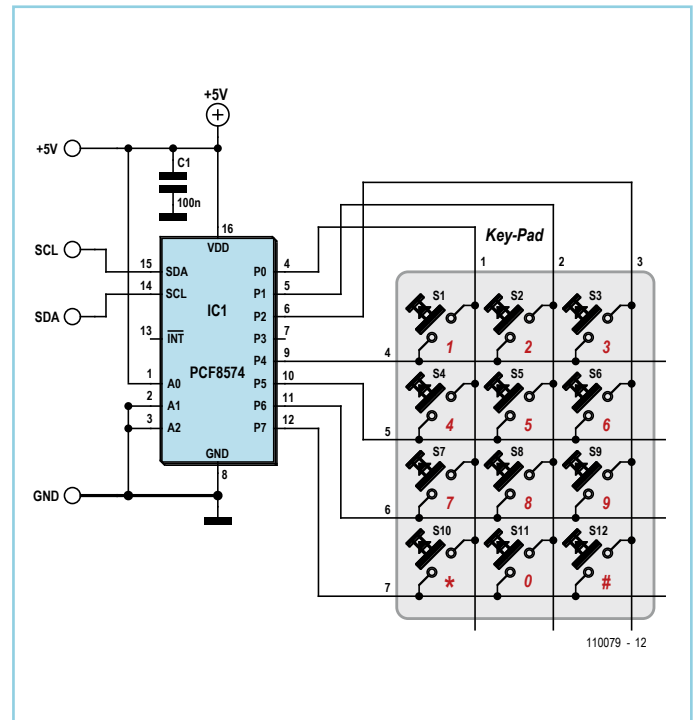 +5V
+5V
C1
100n
16
VDD
SCL
15 SDA
P0 4
SDA
14 SCL
P1 5
IC1
P2 6
13 INT
P3 7
P4 9
PCF8574
1 A0
P5 10
2 A1
P6 11
3 A2
P7 12
GND
8
GND
Key-Pad
1 2 3
S1 S2 S3
4
1 2 3
S4 S5 S6
5
4 5 6
S7 S8 S9
6
7 8 9
S10 S11 S12
7
* 0 #
110079 - 12